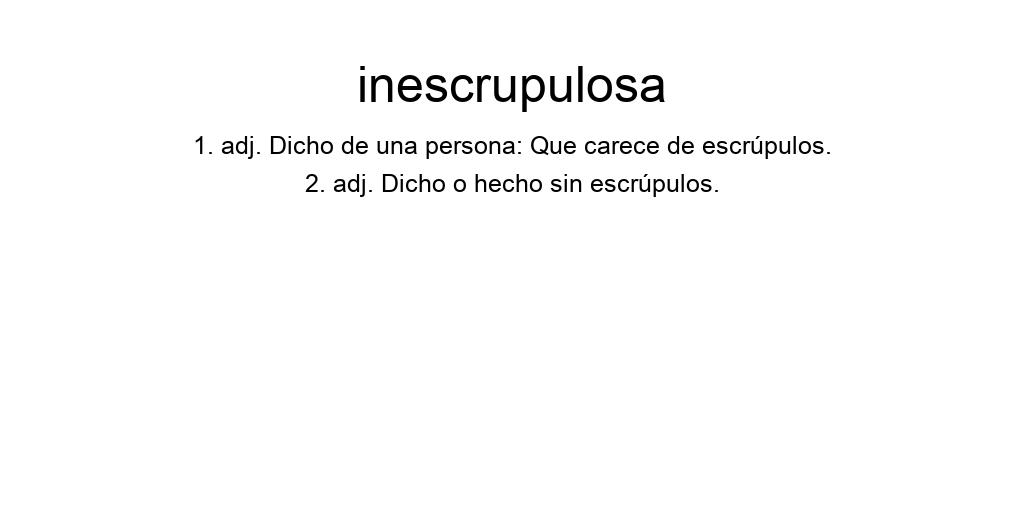 inescrupulosa
1. adj. Dicho de una persona: Que carece de escrúpulos.
2. adj. Dicho o hecho sin escrúpulos.